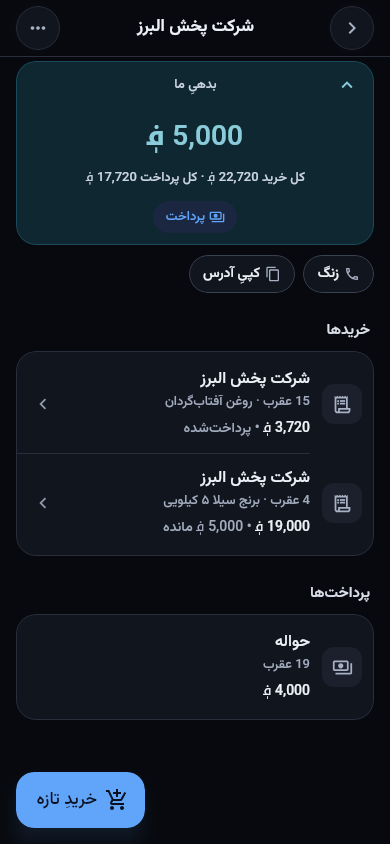 شرکت پخش البرز
بدهیِ ما
5,000 ؋
کل خرید 22,720 ؋ · کل پرداخت 17,720 ؋
پرداخت
زنگ
کپیِ آدرس
خریدها
شرکت پخش البرز
15 عقرب · روغن آفتاب‌گردان
3,720 ؋ • پرداخت‌شده
شرکت پخش البرز
4 عقرب · برنج سیلا ۵ کیلویی
19,000 ؋ • 5,000 ؋ مانده
پرداخت‌ها
حواله
19 عقرب
4,000 ؋
خریدِ تازه